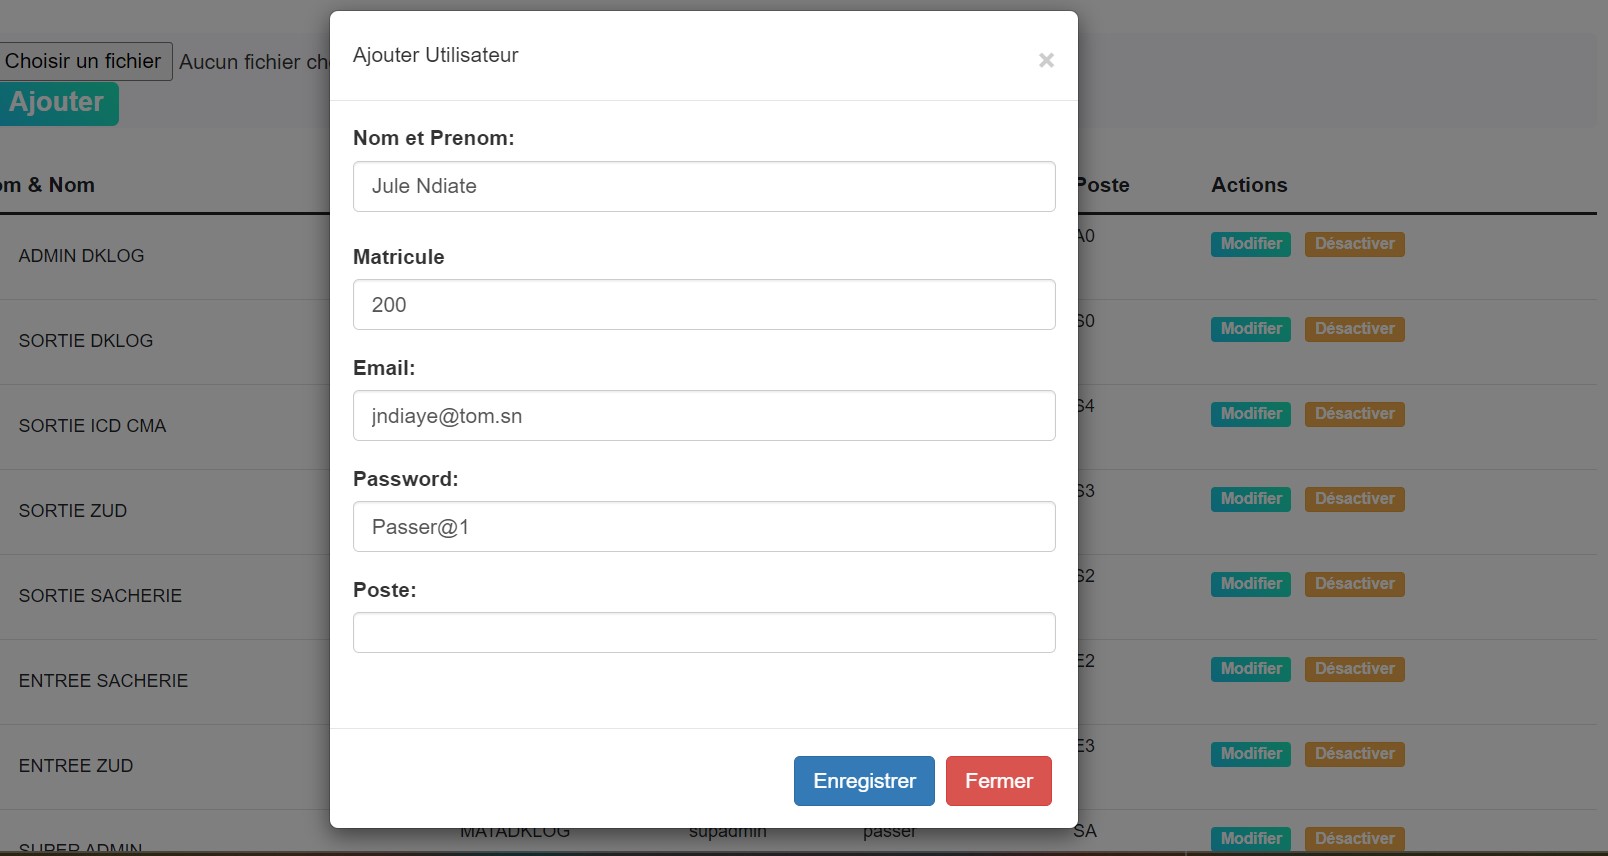 Ajouter Utilisateur
×
Choisir un fichier Aucun fichier
Ajouter
Nom et Prenom:
Jule Ndiate
& Nom Poste Actions
ADMIN DKLOG A0 Modifier Désactiver
Matricule
200
SORTIE DKLOG S0 Modifier Désactiver
Email:
jndiaye@tom.sn
SORTIE ICD CMA S4 Modifier Désactiver
Password:
Passer@1
SORTIE ZUD S3 Modifier Désactiver
Poste:
SORTIE SACHERIE S2 Modifier Désactiver
ENTREE SACHERIE E2 Modifier Désactiver
ENTREE ZUD E3 Modifier Désactiver
Enregistrer Fermer
SUPER ADMIN MATADKLOG supadmin passer SA Modifier Désactiver